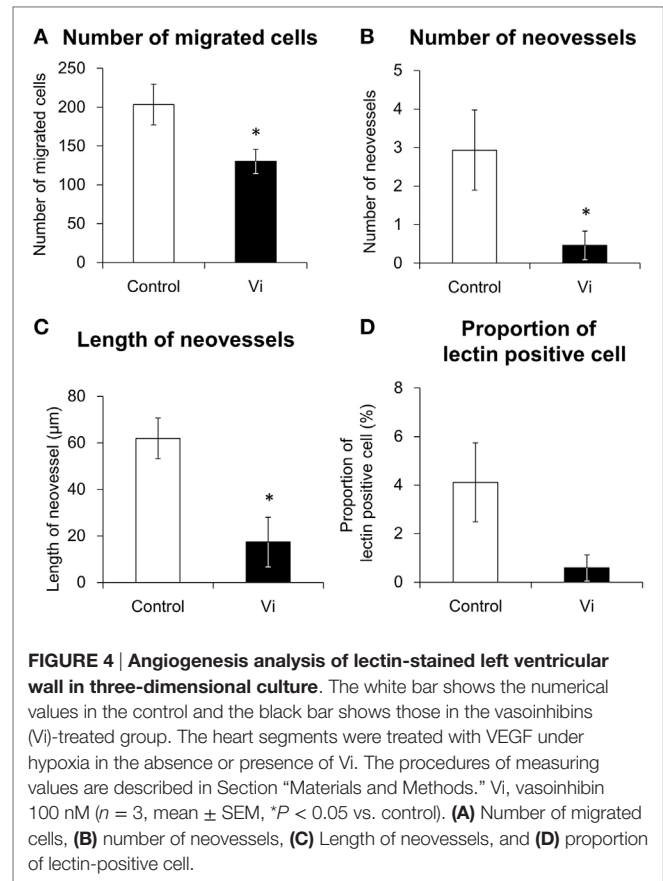 A Number of migrated cells
Number of migrated cells
250
200
150
100
50
0
*
Control Vi
B Number of neovessels
Number of neovessels
5
4
3
2
1
0
*
Control Vi
C Length of neovessels
Length of neovessel (µm)
80
60
40
20
0
*
Control Vi
D Proportion of
lectin positive cell
Proportion of
lectin positive cell (%)
8
6
4
2
0
Control Vi
FIGURE 4 | Angiogenesis analysis of lectin-stained left ventricular
wall in three-dimensional culture. The white bar shows the numerical
values in the control and the black bar shows those in the vasoinhibins
(Vi)-treated group. The heart segments were treated with VEGF under
hypoxia in the absence or presence of Vi. The procedures of measuring
values are described in Section “Materials and Methods.” Vi, vasoinhibin
100 nM (n = 3, mean ± SEM, *P < 0.05 vs. control). (A) Number of migrated
cells, (B) number of neovessels, (C) Length of neovessels, and (D) proportion
of lectin-positive cell.